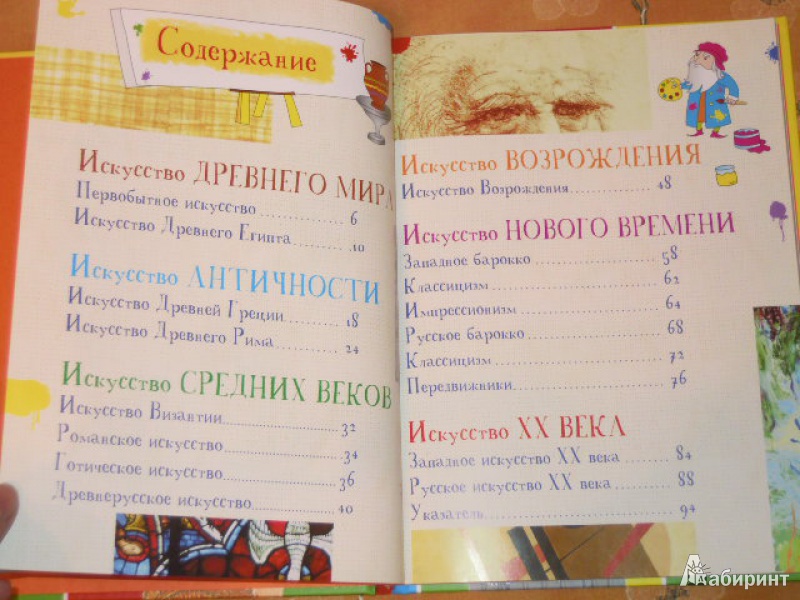 Содержание
Искусство ДРЕВНЕГО МИРА
Первобытное искусство 6
Искусство Древнего Египта 10
Искусство АНТИЧНОСТИ
Искусство Древней Греции 18
Искусство Древнего Рима 24
Искусство СРЕДНИХ ВЕКОВ
Искусство Византии 32
Романское искусство 34
Готическое искусство 36
Древнерусское искусство 40
Искусство ВОЗРОЖДЕНИЯ
Искусство Возрождения 48
Искусство НОВОГО ВРЕМЕНИ
Западное барокко 58
Классицизм 62
Импрессионизм 64
Русское барокко 68
Классицизм 72
Передвижники 76
Искусство XX ВЕКА
Западное искусство XX века 84
Русское искусство XX века 88
Указатель 94
Лабиринт